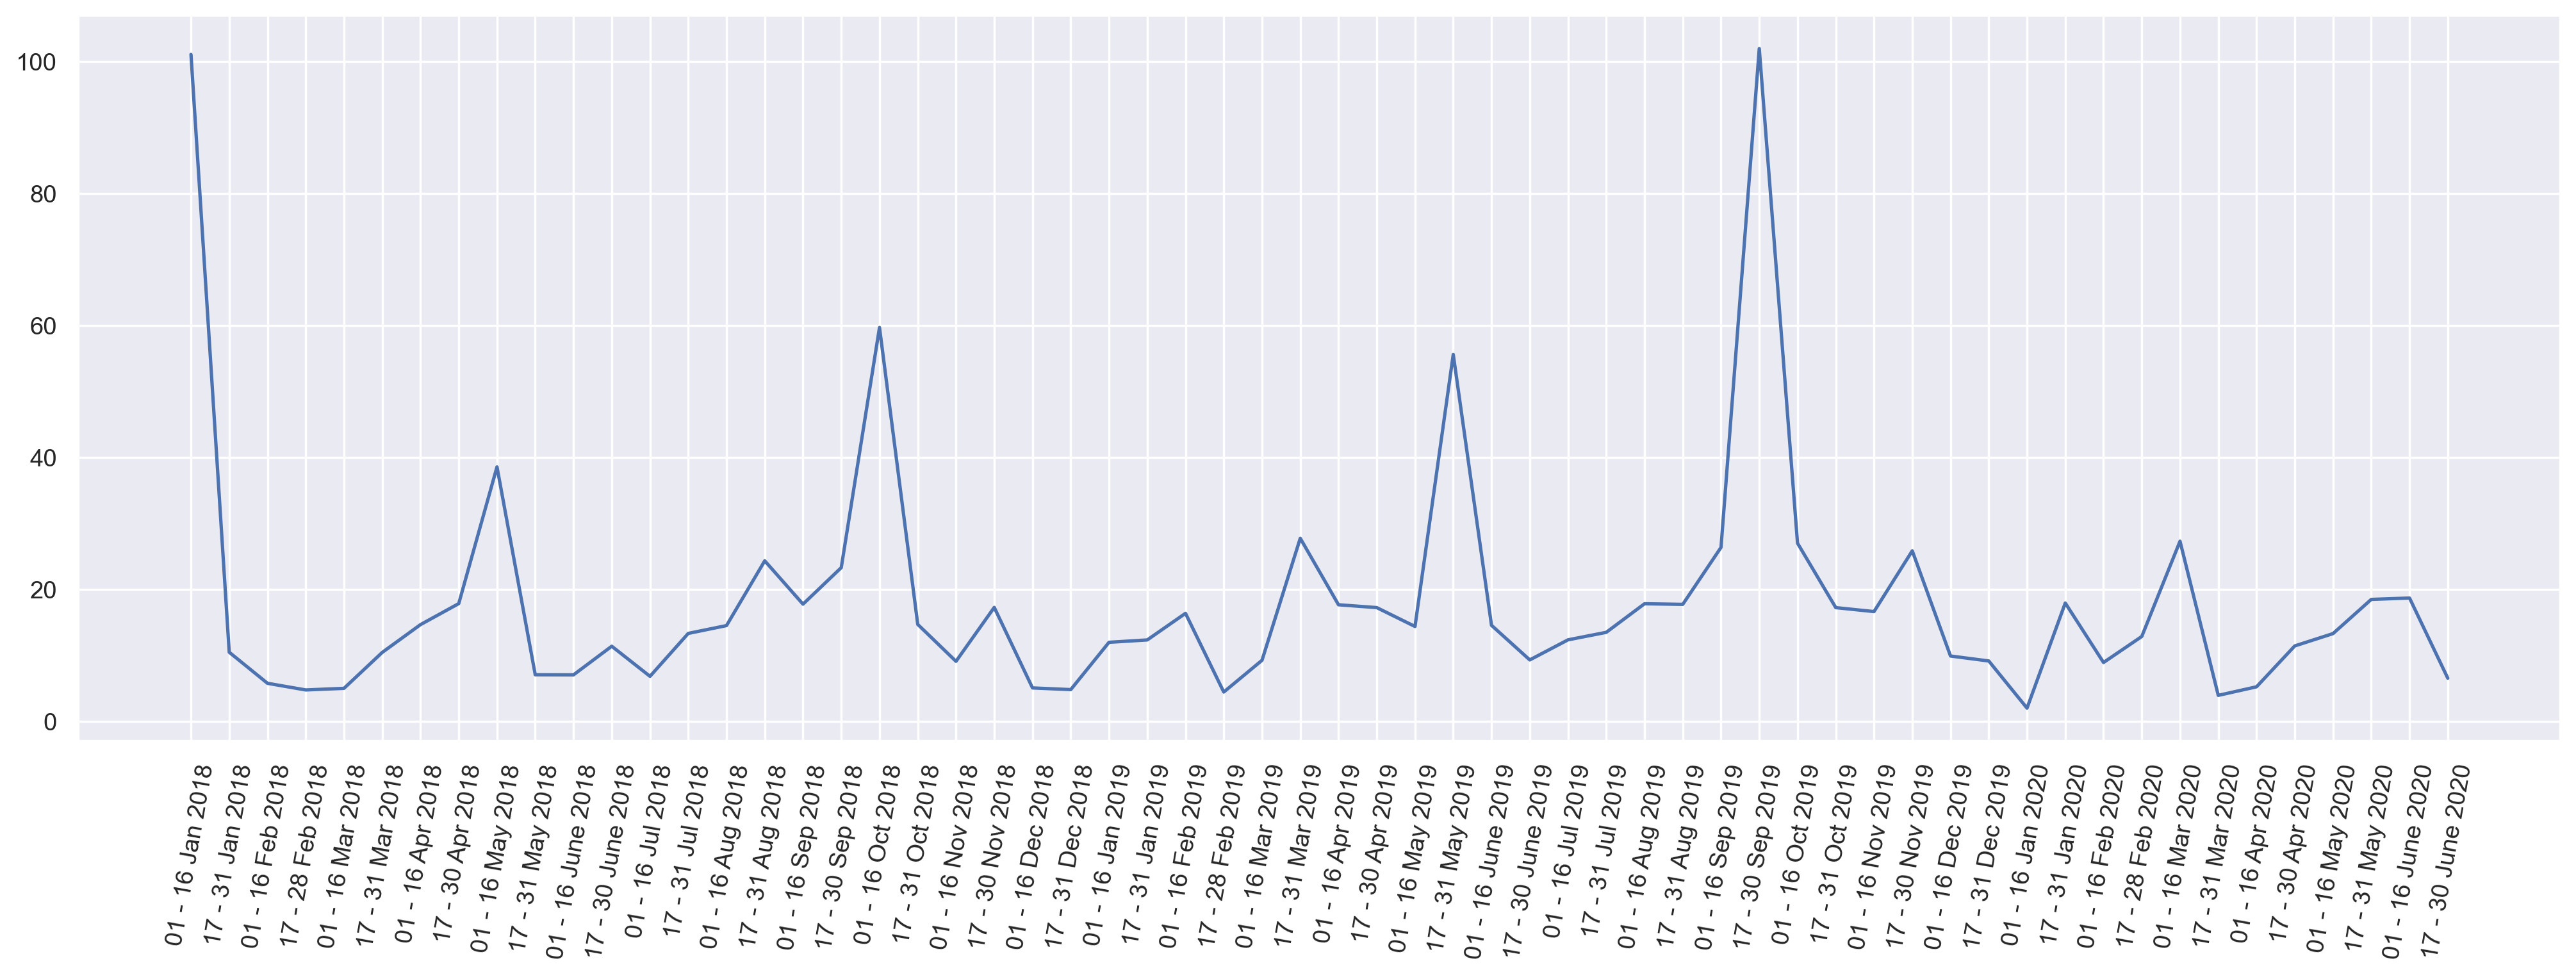 100
80
60
40
20
0
01 - 16 Jan 2018
17 - 31 Jan 2018
01 - 16 Feb 2018
17 - 28 Feb 2018
01 - 16 Mar 2018
17 - 31 Mar 2018
01 - 16 Apr 2018
17 - 30 Apr 2018
01 - 16 May 2018
17 - 31 May 2018
01 - 16 June 2018
17 - 30 June 2018
01 - 16 Jul 2018
17 - 31 Jul 2018
01 - 16 Aug 2018
17 - 31 Aug 2018
01 - 16 Sep 2018
17 - 30 Sep 2018
01 - 16 Oct 2018
17 - 31 Oct 2018
01 - 16 Nov 2018
17 - 30 Nov 2018
01 - 16 Dec 2018
17 - 31 Dec 2018
01 - 16 Jan 2019
17 - 31 Jan 2019
01 - 16 Feb 2019
17 - 28 Feb 2019
01 - 16 Mar 2019
17 - 31 Mar 2019
01 - 16 Apr 2019
17 - 30 Apr 2019
01 - 16 May 2019
17 - 31 May 2019
01 - 16 June 2019
17 - 30 June 2019
01 - 16 Jul 2019
17 - 31 Jul 2019
01 - 16 Aug 2019
17 - 31 Aug 2019
01 - 16 Sep 2019
17 - 30 Sep 2019
01 - 16 Oct 2019
17 - 31 Oct 2019
01 - 16 Nov 2019
17 - 30 Nov 2019
01 - 16 Dec 2019
17 - 31 Dec 2019
01 - 16 Jan 2020
17 - 31 Jan 2020
01 - 16 Feb 2020
17 - 28 Feb 2020
01 - 16 Mar 2020
17 - 31 Mar 2020
01 - 16 Apr 2020
17 - 30 Apr 2020
01 - 16 May 2020
17 - 31 May 2020
01 - 16 June 2020
17 - 30 June 2020